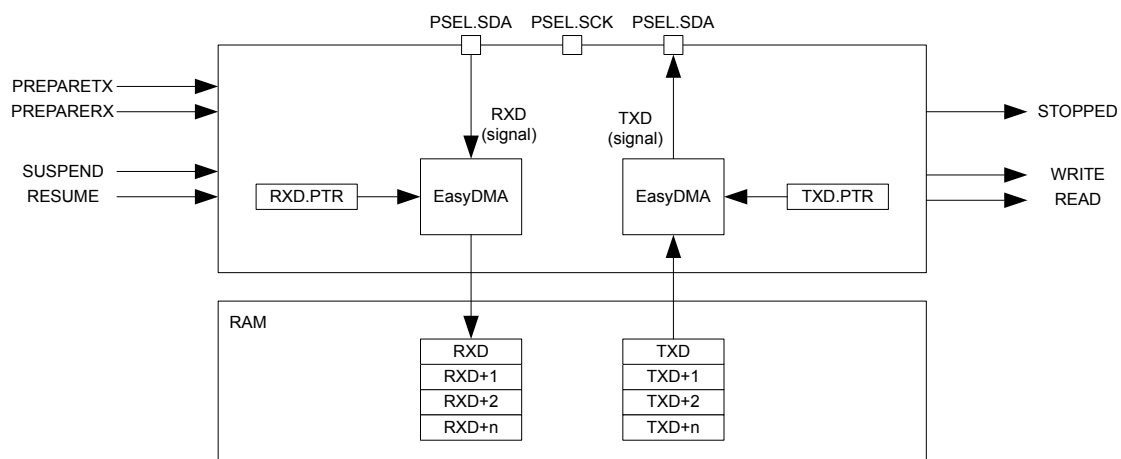 PSEL.SDA PSEL.SCK PSEL.SDA
PREPARETX
PREPARERX
SUSPEND
RESUME
RXD
(signal)
TXD
(signal)
RXD.PTR
EasyDMA
EasyDMA
TXD.PTR
STOPPED
WRITE
READ
RAM
RXD
RXD+1
RXD+2
RXD+n
TXD
TXD+1
TXD+2
TXD+n